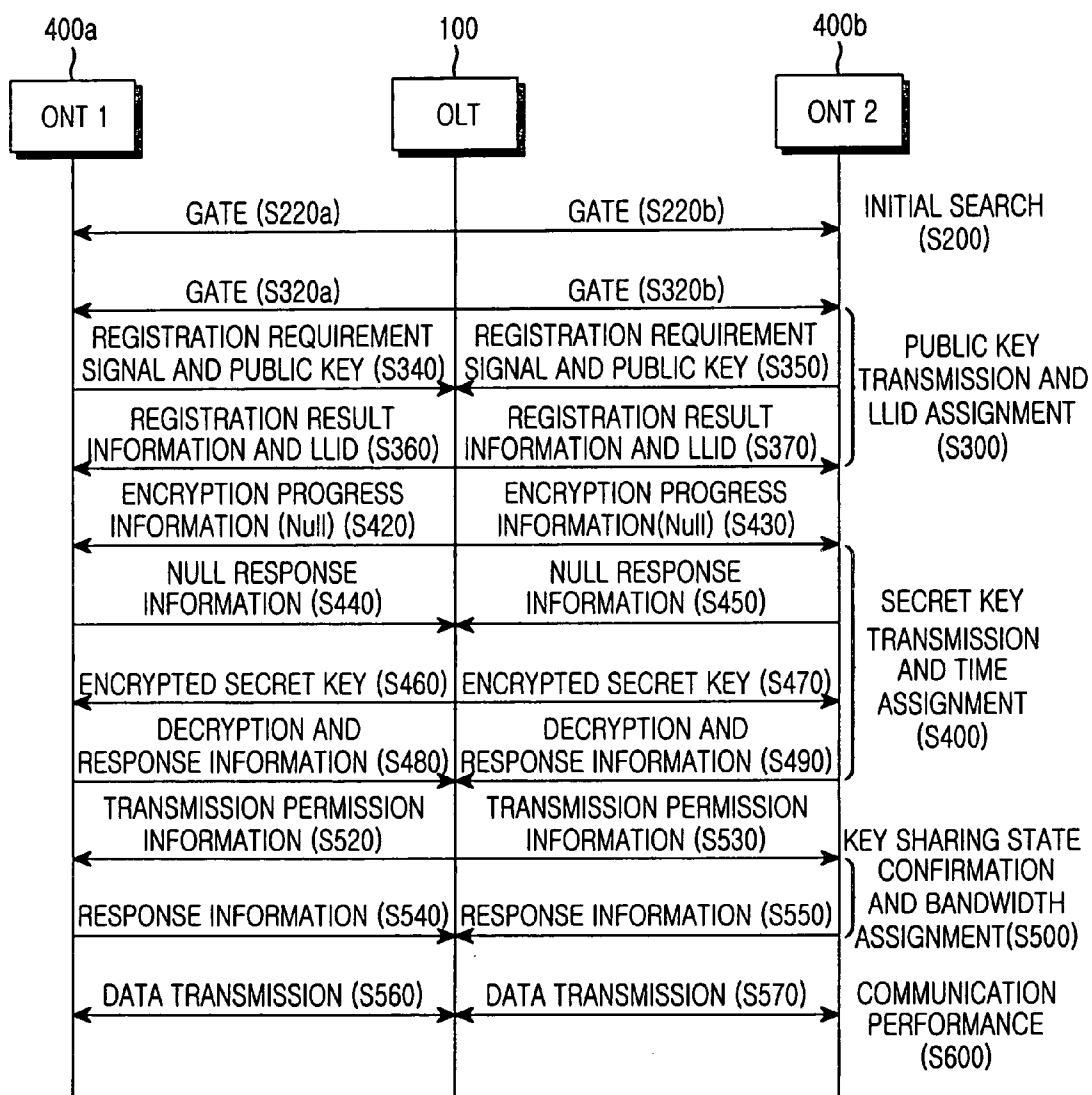 400a
100
400b
ONT 1
OLT
ONT 2
GATE (S220a)
GATE (S220b)
INITIAL SEARCH
(S200)
GATE (S320a)
GATE (S320b)
REGISTRATION REQUIREMENT
SIGNAL AND PUBLIC KEY (S340)
REGISTRATION REQUIREMENT
SIGNAL AND PUBLIC KEY (S350)
REGISTRATION RESULT
INFORMATION AND LLID (S360)
REGISTRATION RESULT
INFORMATION AND LLID (S370)
PUBLIC KEY
TRANSMISSION AND
LLID ASSIGNMENT
(S300)
ENCRYPTION PROGRESS
INFORMATION (Null) (S420)
ENCRYPTION PROGRESS
INFORMATION(Null) (S430)
NULL RESPONSE
INFORMATION (S440)
NULL RESPONSE
INFORMATION (S450)
ENCRYPTED SECRET KEY (S460)
ENCRYPTED SECRET KEY (S470)
DECRYPTION AND
RESPONSE INFORMATION (S480)
DECRYPTION AND
RESPONSE INFORMATION (S490)
SECRET KEY
TRANSMISSION
AND TIME
ASSIGNMENT
(S400)
TRANSMISSION PERMISSION
INFORMATION (S520)
TRANSMISSION PERMISSION
INFORMATION (S530)
RESPONSE INFORMATION (S540)
RESPONSE INFORMATION (S550)
KEY SHARING STATE
CONFIRMATION
AND BANDWIDTH
ASSIGNMENT(S500)
DATA TRANSMISSION (S560)
DATA TRANSMISSION (S570)
COMMUNICATION
PERFORMANCE
(S600)